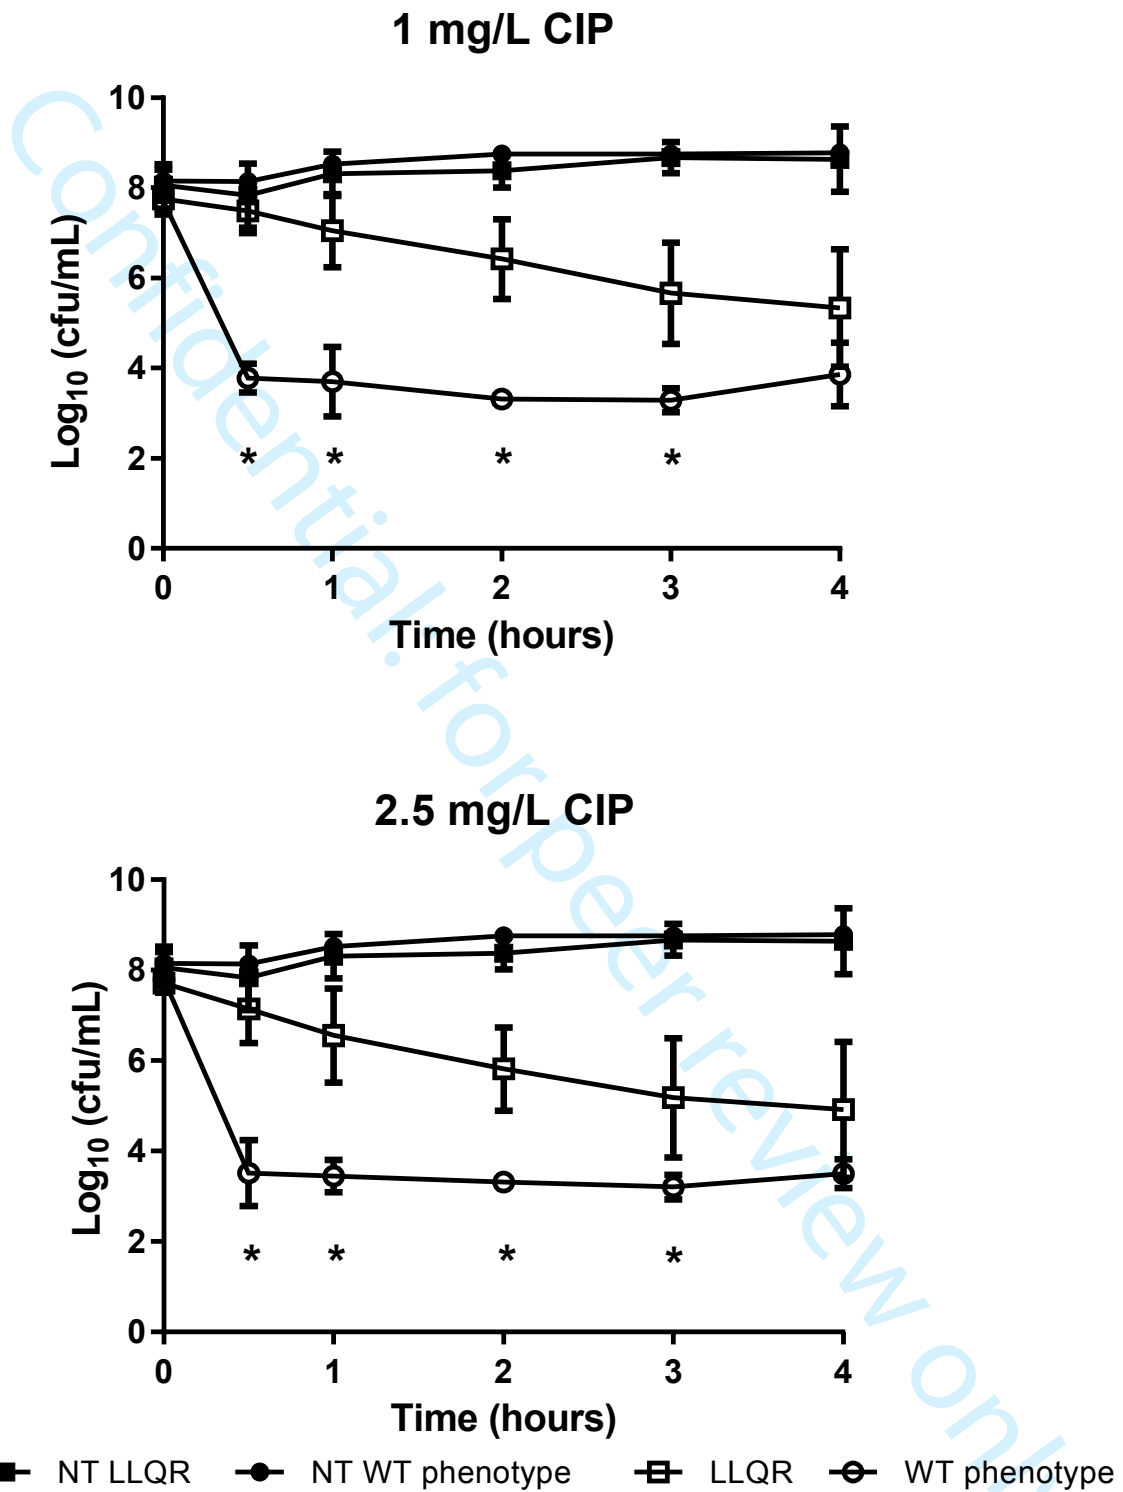 1 mg/L CIP
10
8
6
4
2
0
Log10 (cfu/mL)
* * * *
0 1 2 3 4
Time (hours)
Confidential: for peer review onl
2.5 mg/L CIP
10
8
6
4
2
0
Log10 (cfu/mL)
* * * *
0 1 2 3 4
Time (hours)
NT LLQR NT WT phenotype LLQR WT phenotype